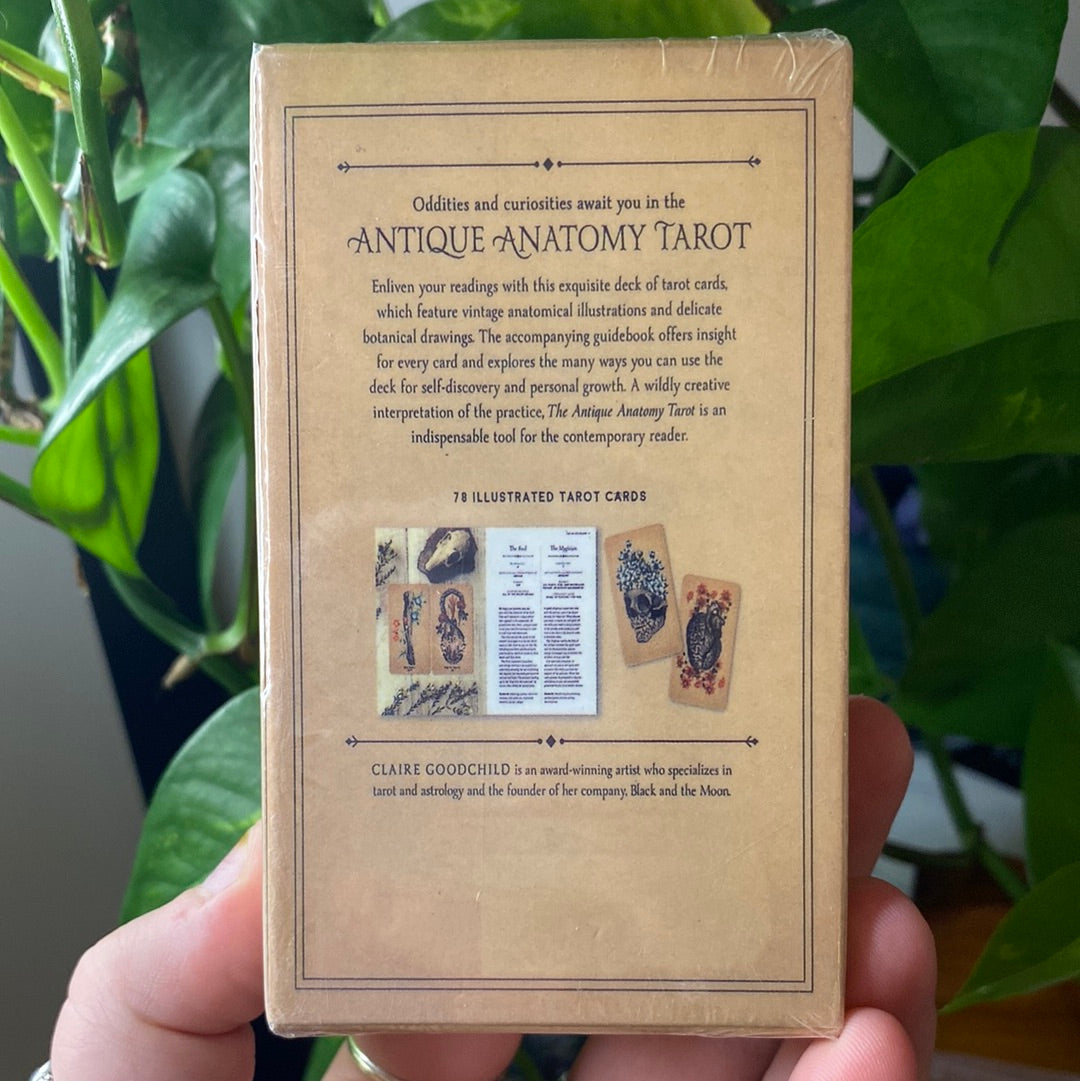 Oddities and curiosities await you in the
ANTIQUE ANATOMY TAROT
Enliven your readings with this exquisite deck of tarot cards,
which feature vintage anatomical illustrations and delicate
botanical drawings. The accompanying guidebook offers insight
for every card and explores the many ways you can use the
deck for self-discovery and personal growth. A wildly creative
interpretation of the practice, The Antique Anatomy Tarot is an
indispensable tool for the contemporary reader.
78 ILLUSTRATED TAROT CARDS
The Fool
The Magician
CLAIRE GOODCHILD is an award-winning artist who specializes in
tarot and astrology and the founder of her company, Black and the Moon.